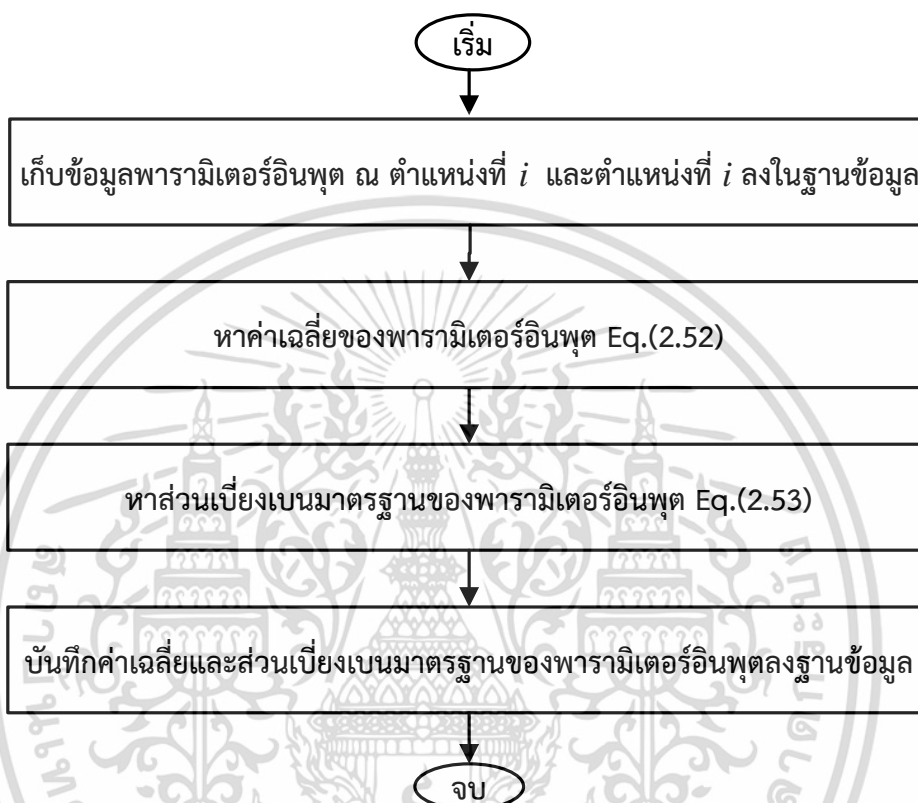 เริ่ม
เก็บข้อมูลพารามิเตอร์อินพุต ณ ตำแหน่งที่ i และตำแหน่งที่ i ลงในฐานข้อมูล
หาค่าเฉลี่ยของพารามิเตอร์อินพุต Eq.(2.52)
หาส่วนเบี่ยงเบนมาตรฐานของพารามิเตอร์อินพุต Eq.(2.53)
บันทึกค่าเฉลี่ยและส่วนเบี่ยงเบนมาตรฐานของพารามิเตอร์อินพุตลงฐานข้อมูล
จบ